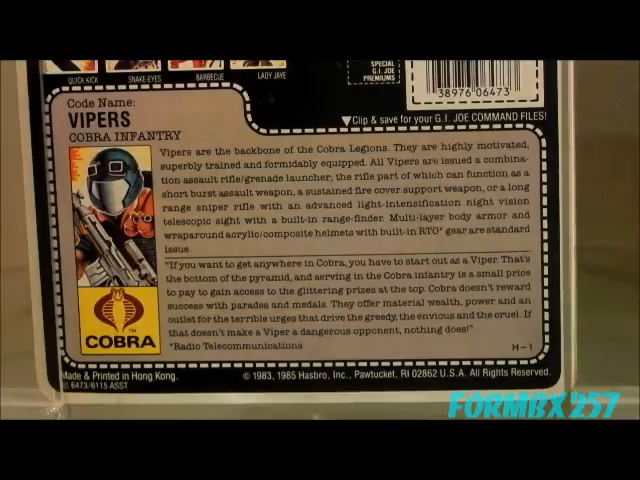 QUICK KICK
SNAKE-EYES
BARBECUE
LADY JAYE
SPECIAL
G.I. JOE
PREMIUMS
38976 06473
▼Clip & save for your G.I. JOE COMMAND FILES!
Code Name:
VIPERS
COBRA INFANTRY
Vipers are the backbone of the Cobra Legions. They are highly motivated,
superbly trained and formidably equipped. All Vipers are issued a combina-
tion assault rifle/grenade launcher, the rifle part of which can function as a
short burst assault weapon, a sustained fire cover support weapon, or a long
range sniper rifle with an advanced light-intensification night vision
telescopic sight with a built-in range-finder. Multi-layer body armor and
wraparound acrylic/composite helmets with built-in RTO* gear are standard
issue.
"If you want to get anywhere in Cobra, you have to start out as a Viper. That's
the bottom of the pyramid, and serving in the Cobra infantry is a small price
to pay to gain access to the glittering prizes at the top. Cobra doesn't reward
success with parades and medals. They offer material wealth, power and an
outlet for the terrible urges that drive the greedy, the envious and the cruel. If
that doesn't make a Viper a dangerous opponent, nothing does!"
*Radio Telecommunications
H-1
TM
COBRA
Made & Printed in Hong Kong.
6473/6115 ASST
© 1983, 1985 Hasbro, Inc., Pawtucket, RI 02862 U.S.A. All Rights Reserved.
FORMBX257